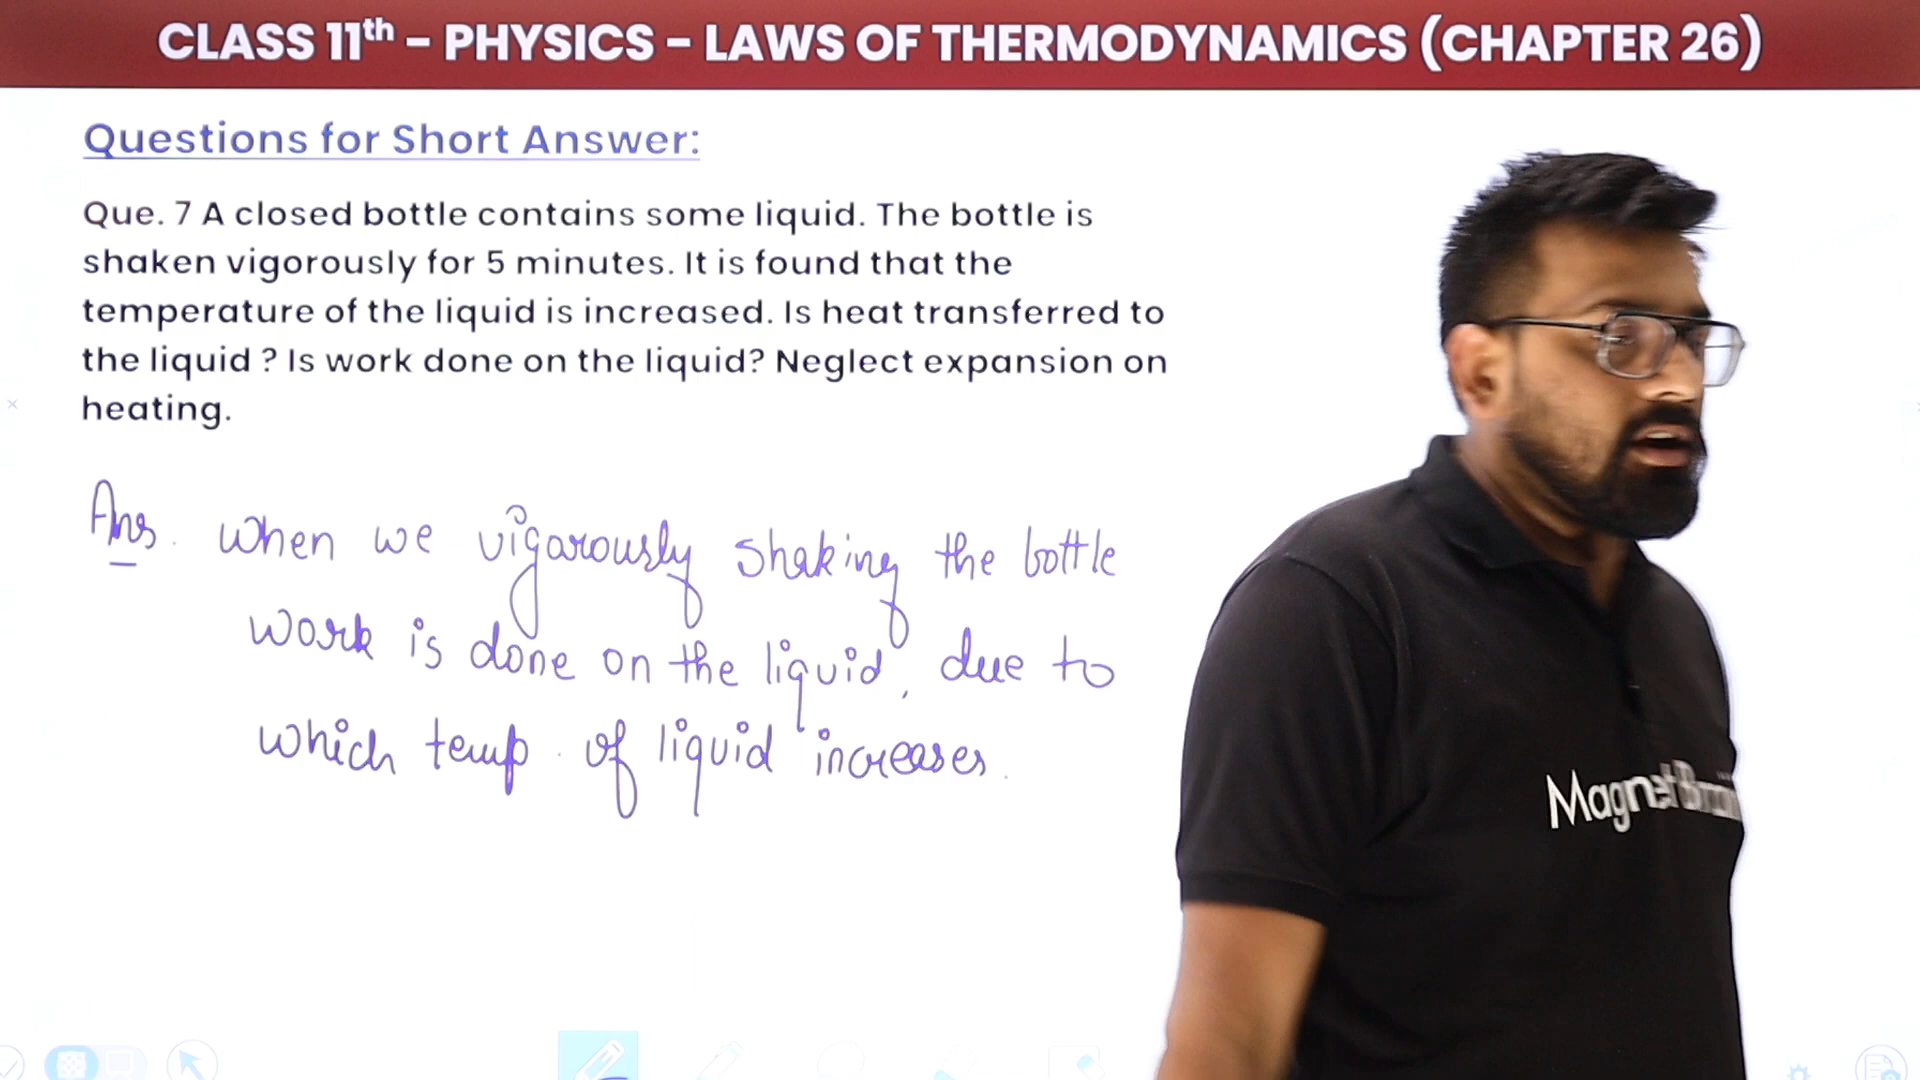 CLASS 11th – PHYSICS – LAWS OF THERMODYNAMICS (CHAPTER 26)
Questions for Short Answer:
Que. 7 A closed bottle contains some liquid. The bottle is
shaken vigorously for 5 minutes. It is found that the
temperature of the liquid is increased. Is heat transferred to
the liquid ? Is work done on the liquid? Neglect expansion on
heating.
Ans. When we vigarously shaking the bottle
work is done on the liquid, due to
which temp. of liquid increases.
Magnet Brain